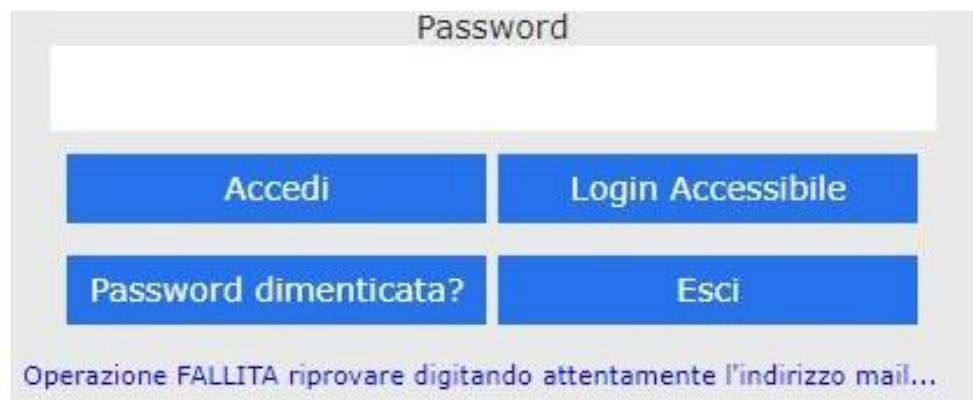 Password
Accedi
Login Accessibile
Password dimenticata?
Esci
Operazione FALLITA riprovare digitando attentamente l'indirizzo mail...